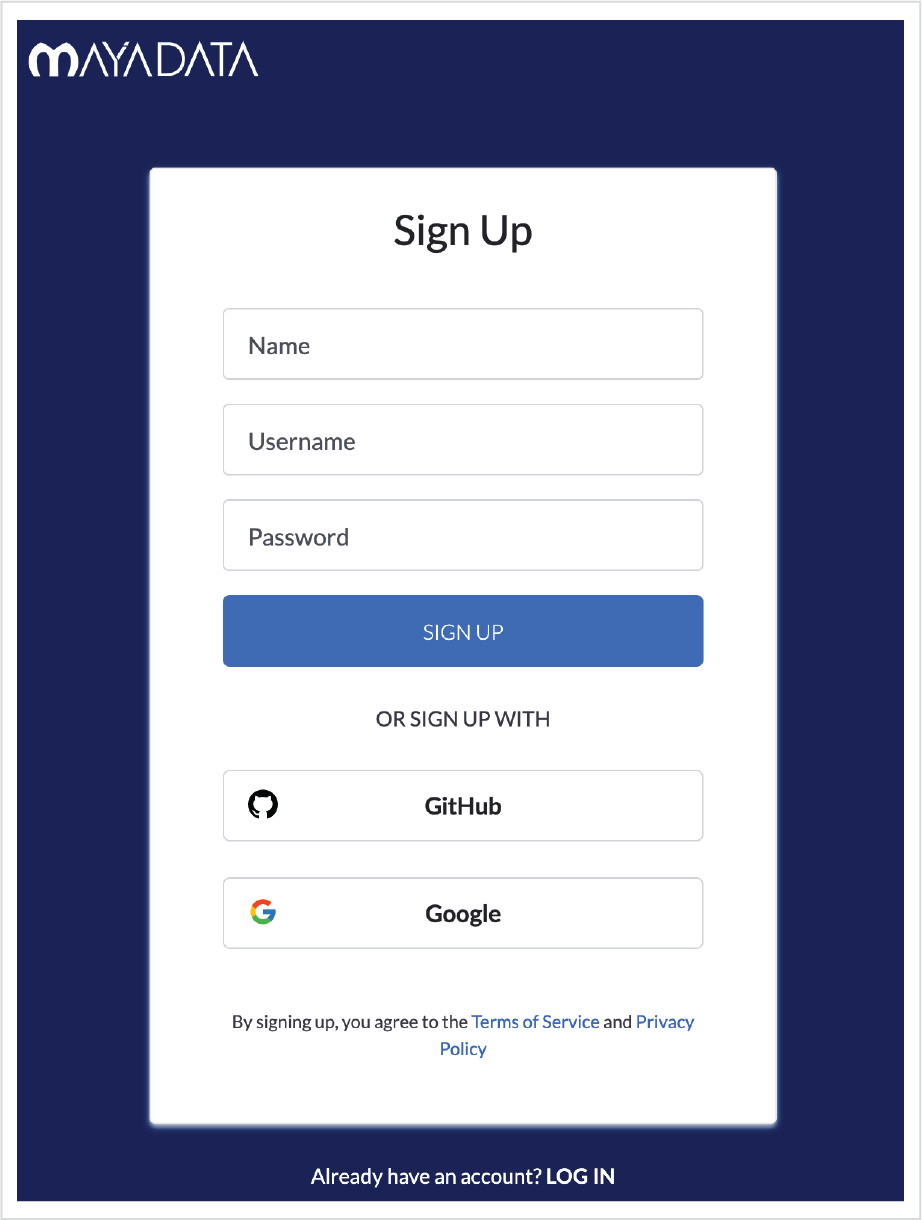 MAYADATA
Sign Up
Name
Username
Password
SIGN UP
OR SIGN UP WITH
GitHub
Google
By signing up, you agree to the Terms of Service and Privacy
Policy
Already have an account? LOG IN